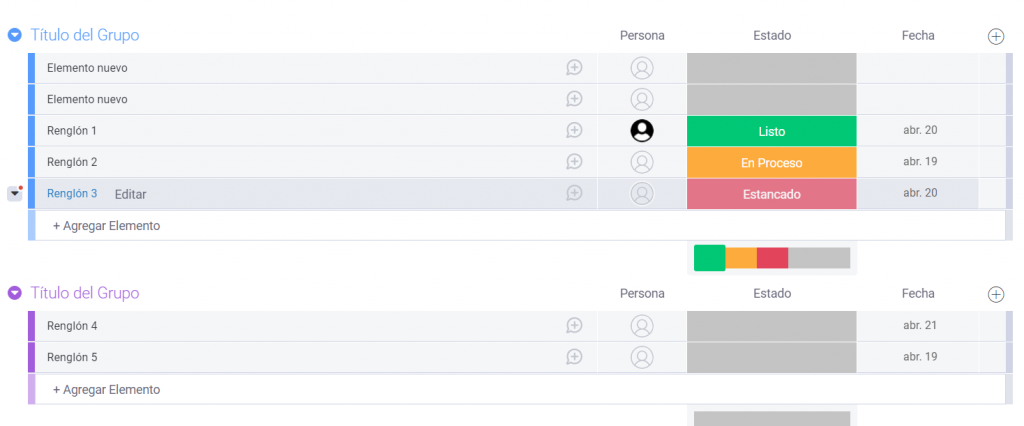 Título del Grupo Persona Estado Fecha
Elemento nuevo
Elemento nuevo
Renglón 1 Listo abr. 20
Renglón 2 En Proceso abr. 19
Renglón 3 Editar Estancado abr. 20
+ Agregar Elemento
Título del Grupo Persona Estado Fecha
Renglón 4 abr. 21
Renglón 5 abr. 19
+ Agregar Elemento